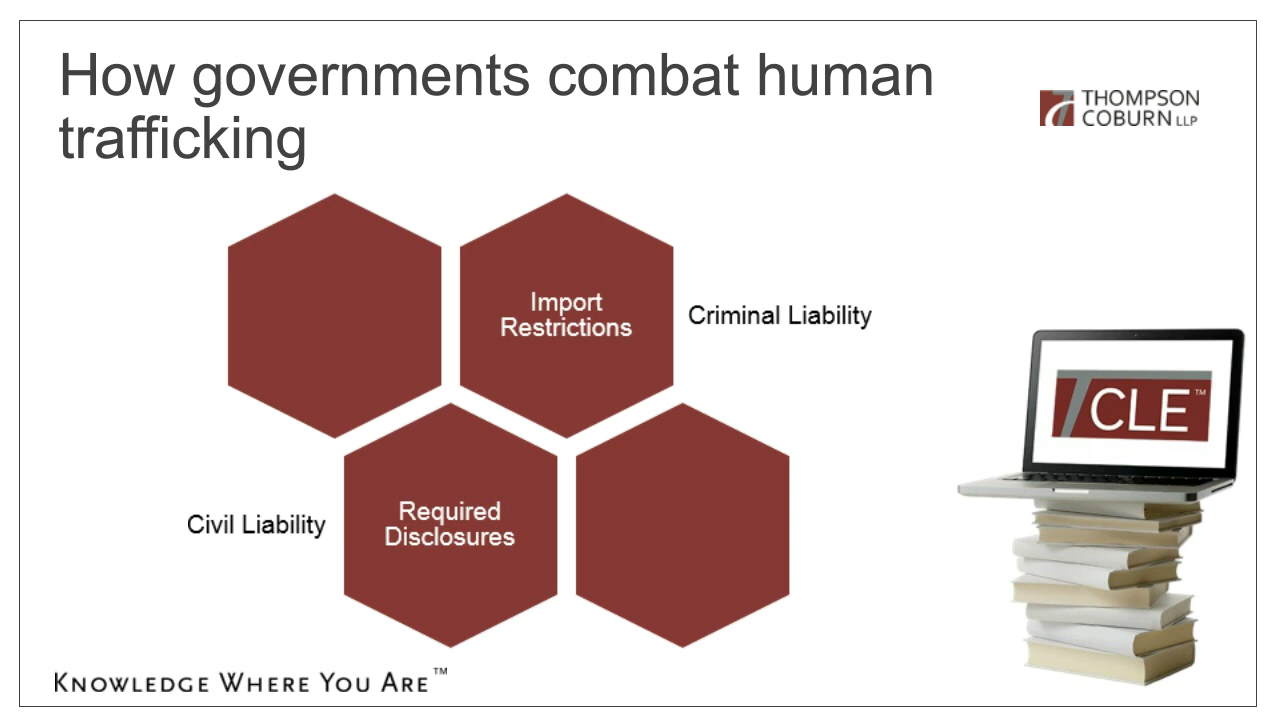 How governments combat human
trafficking
THOMPSON
COBURN LLP
Import
Restrictions
Criminal Liability
CLE™
Civil Liability
Required
Disclosures
KNOWLEDGE WHERE YOU ARE™